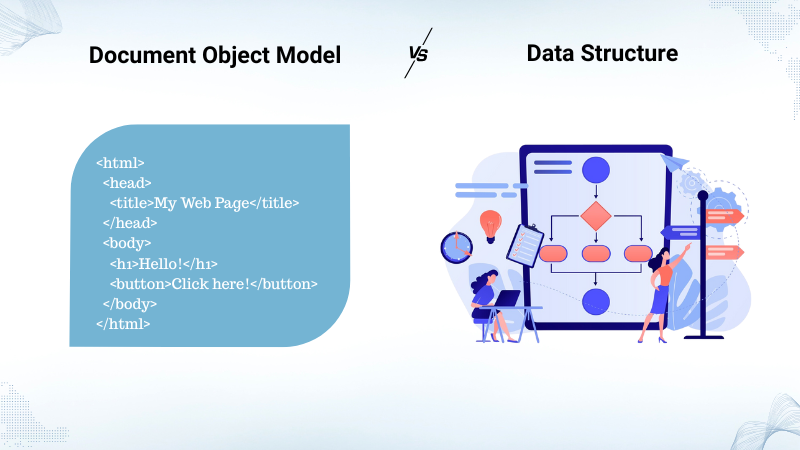 Document Object Model
VS
Data Structure
<html>
<head>
<title>My Web Page</title>
</head>
<body>
<h1>Hello!</h1>
<button>Click here!</button>
</body>
</html>